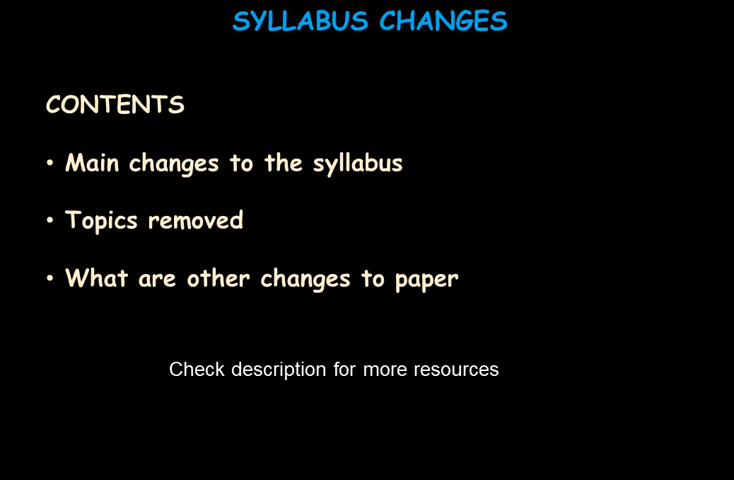 SYLLABUS CHANGES
CONTENTS
• Main changes to the syllabus
• Topics removed
• What are other changes to paper
Check description for more resources